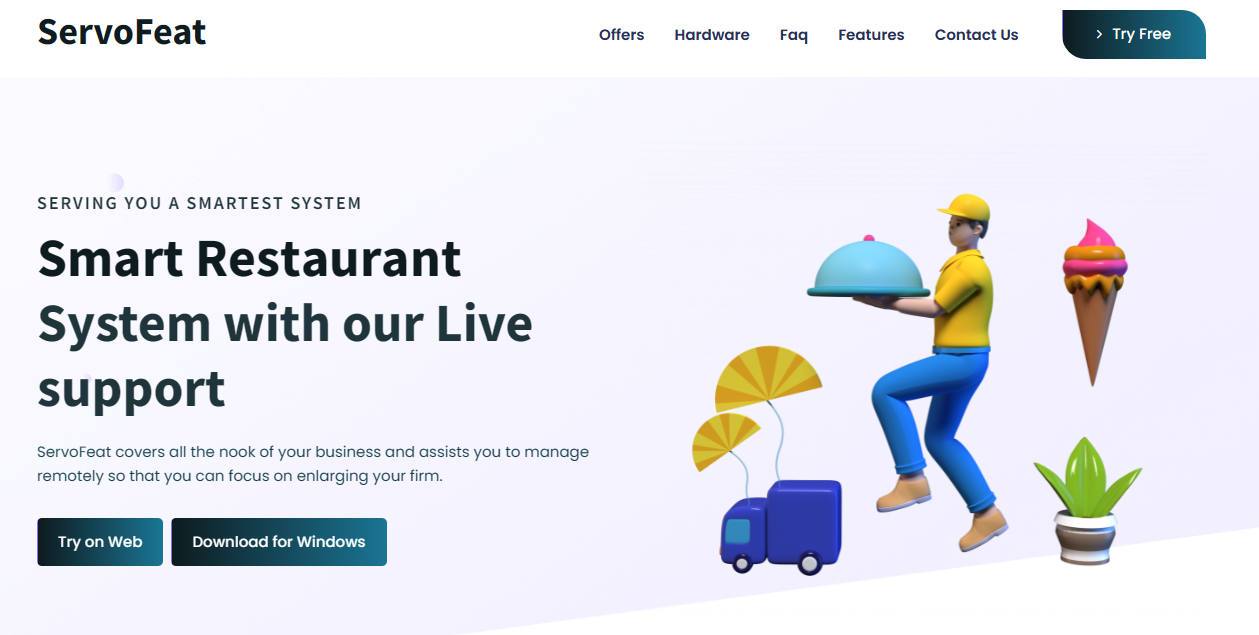 ServoFeat
Offers
Hardware
Faq
Features
Contact Us
Try Free
SERVING YOU A SMARTEST SYSTEM
Smart Restaurant
System with our Live
support
ServoFeat covers all the nook of your business and assists you to manage
remotely so that you can focus on enlarging your firm.
Try on Web
Download for Windows